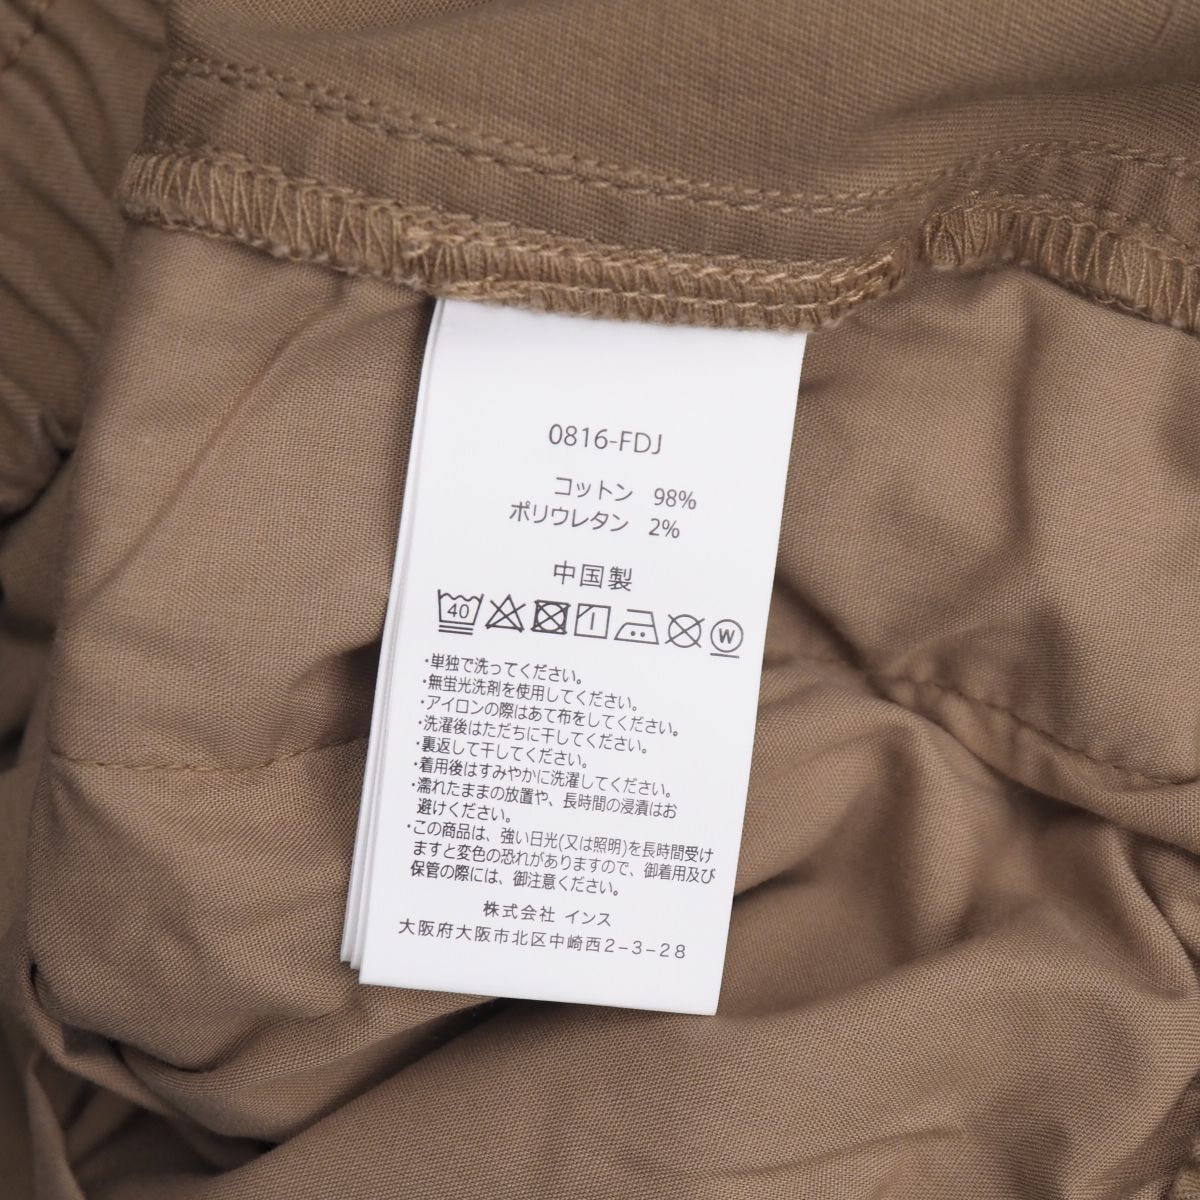 0816-FDJ
コットン 98%
ポリウレタン 2%
中国製
40 W
・単独で洗ってください。
・無蛍光洗剤を使用してください。
・アイロンの際はあて布をしてください。
・洗濯後はただちに干してください。
・裏返して干してください。
・着用後はすみやかに洗濯してください。
・濡れたままの放置や、長時間の浸漬はお
避けください。
・この商品は、強い日光(又は照明)を長時間受け
ますと変色の恐れがありますので、御着用及び
保管の際には、御注意ください。
株式会社 インス
大阪府大阪市北区中崎西2-3-28